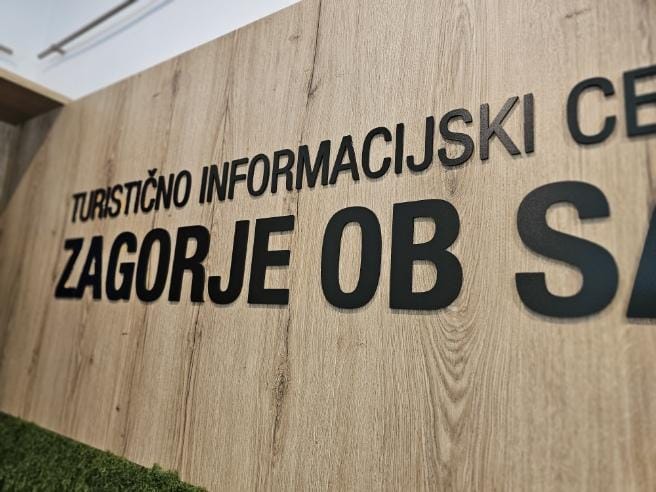 TURISTIČNO INFORMACIJSKI CE
ZAGORJE OB SA